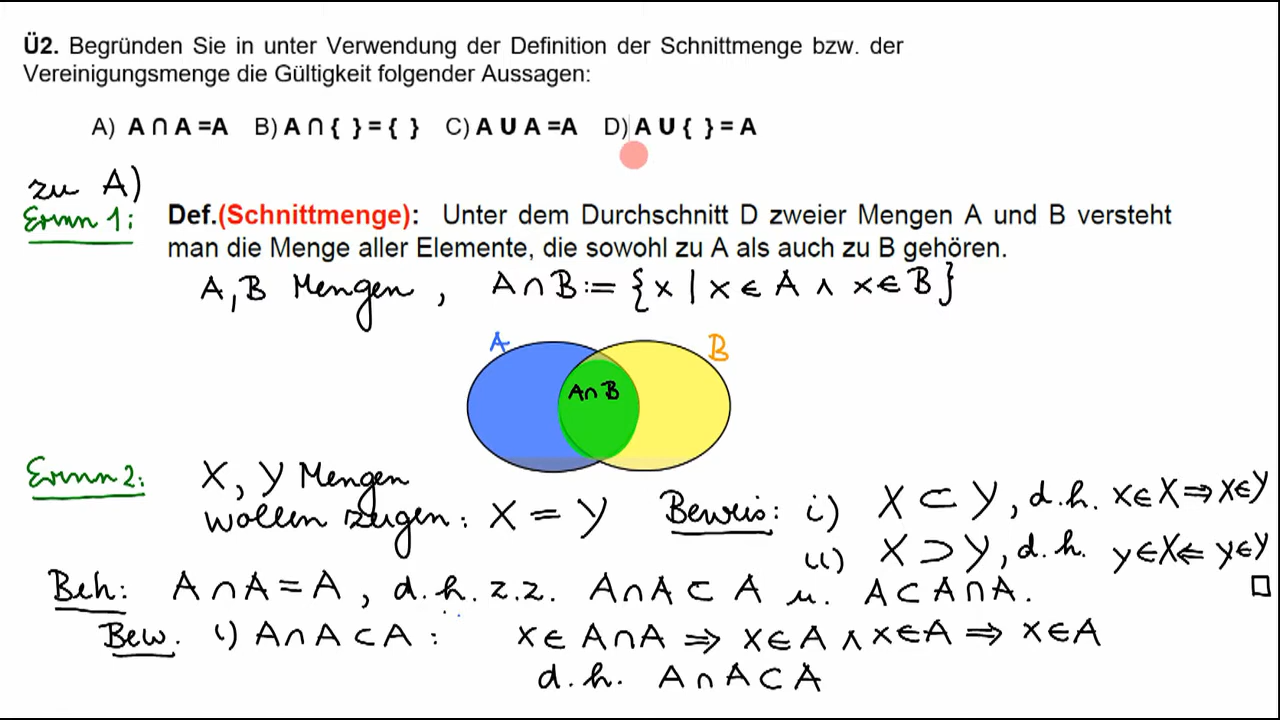 Ü2. Begründen Sie in unter Verwendung der Definition der Schnittmenge bzw. der
Vereinigungsmenge die Gültigkeit folgender Aussagen:
A) A ∩ A =A B) A ∩ { } = { } C) A U A =A D) A U { } = A
zu A)
Erinn 1: Def.(Schnittmenge): Unter dem Durchschnitt D zweier Mengen A und B versteht
man die Menge aller Elemente, die sowohl zu A als auch zu B gehören.
A, B Mengen, A ∩ B := {x | x ∈ A ∧ x ∈ B}
A B
A ∩ B
Erinn 2: X, Y Mengen
wollen zeigen: X = Y Beweis: i) X ⊂ Y, d.h. x∈X ⇒ x∈Y
ii) X ⊃ Y, d.h. y∈X ⇐ y∈Y
Beh: A ∩ A = A, d.h. z.z. A ∩ A ⊂ A u. A ⊂ A ∩ A. □
Bew. i) A ∩ A ⊂ A: x ∈ A ∩ A ⇒ x ∈ A ∧ x ∈ A ⇒ x ∈ A
d.h. A ∩ A ⊂ A